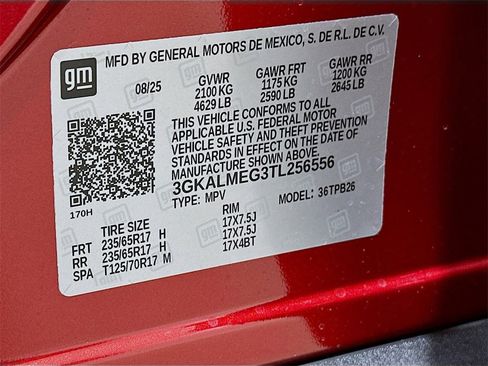 gm
MFD BY GENERAL MOTORS DE MEXICO, S. DE R.L. DE C.V.
08/25 GVWR GAWR FRT GAWR RR
2100 KG 1175 KG 1200 KG
4629 LB 2590 LB 2645 LB
THIS VEHICLE CONFORMS TO ALL
APPLICABLE U.S. FEDERAL MOTOR
VEHICLE SAFETY AND THEFT PREVENTION
STANDARDS IN EFFECT ON THE DATE OF
MANUFACTURE SHOWN ABOVE.
3GKALMEG3TL256556
170H TYPE: MPV MODEL: 36TPB26
TIRE SIZE RIM
FRT 235/65R17 H 17X7.5J
RR 235/65R17 H 17X7.5J
SPA T125/70R17 M 17X4BT